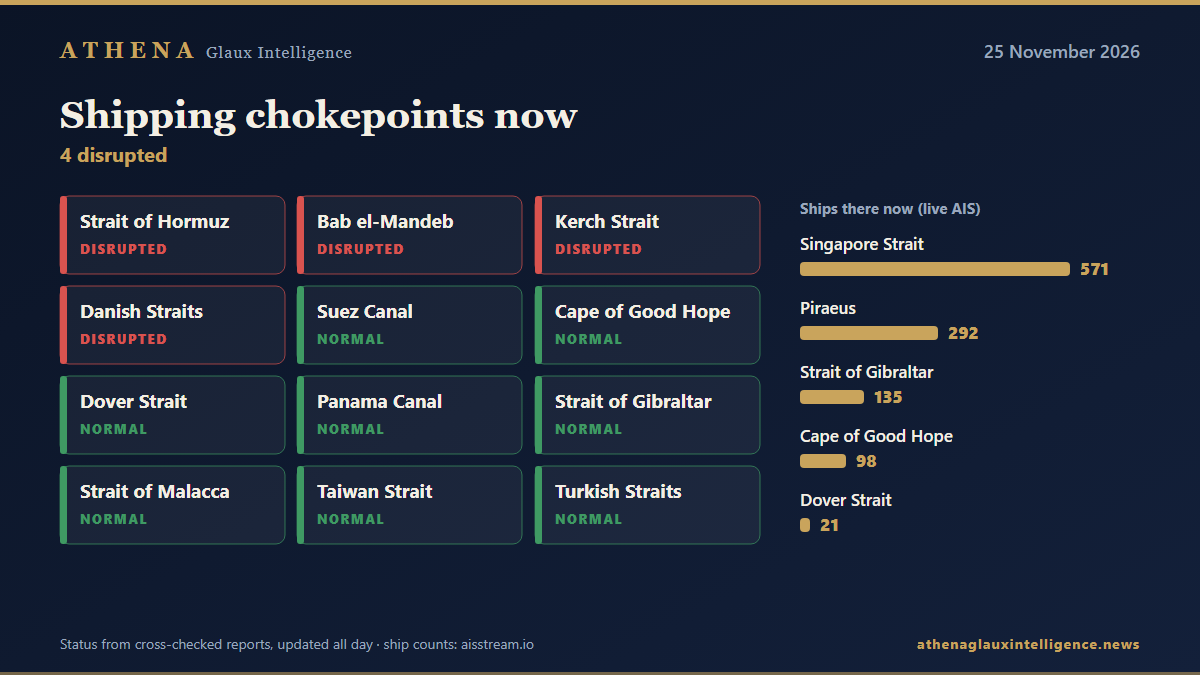 ATHENA Glaux Intelligence
25 November 2026
Shipping chokepoints now
4 disrupted
Strait of Hormuz
DISRUPTED
Bab el-Mandeb
DISRUPTED
Kerch Strait
DISRUPTED
Danish Straits
DISRUPTED
Suez Canal
NORMAL
Cape of Good Hope
NORMAL
Dover Strait
NORMAL
Panama Canal
NORMAL
Strait of Gibraltar
NORMAL
Strait of Malacca
NORMAL
Taiwan Strait
NORMAL
Turkish Straits
NORMAL
Ships there now (live AIS)
Singapore Strait
571
Piraeus
292
Strait of Gibraltar
135
Cape of Good Hope
98
Dover Strait
21
Status from cross-checked reports, updated all day · ship counts: aisstream.io
athenaglauxintelligence.news